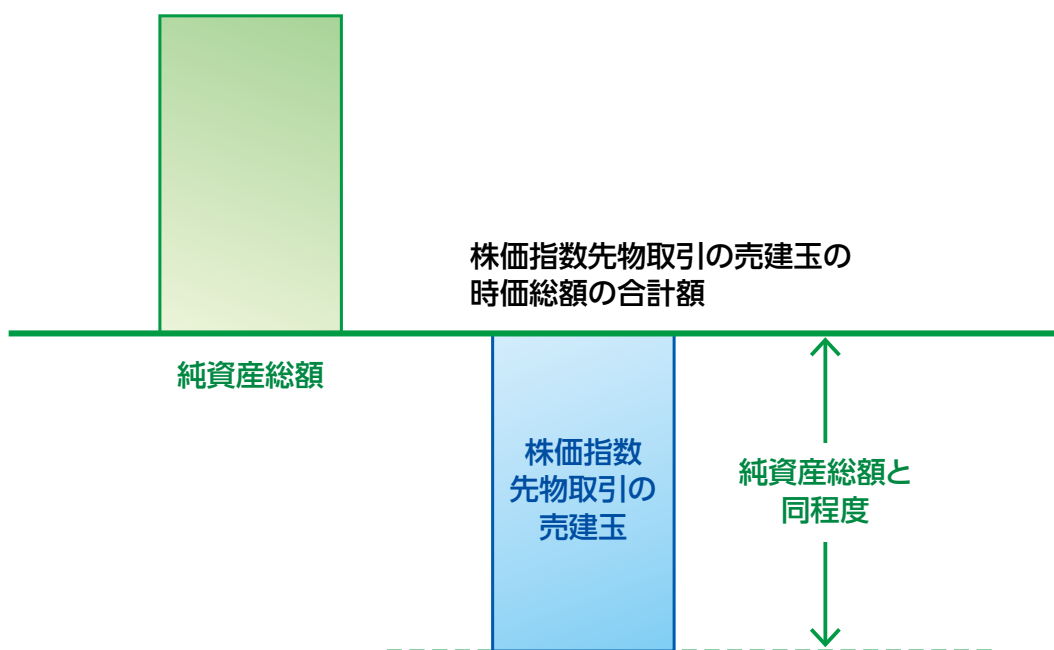 株価指数先物取引の売建玉の
時価総額の合計額
純資産総額
株価指数
先物取引の
売建玉
純資産総額と
同程度